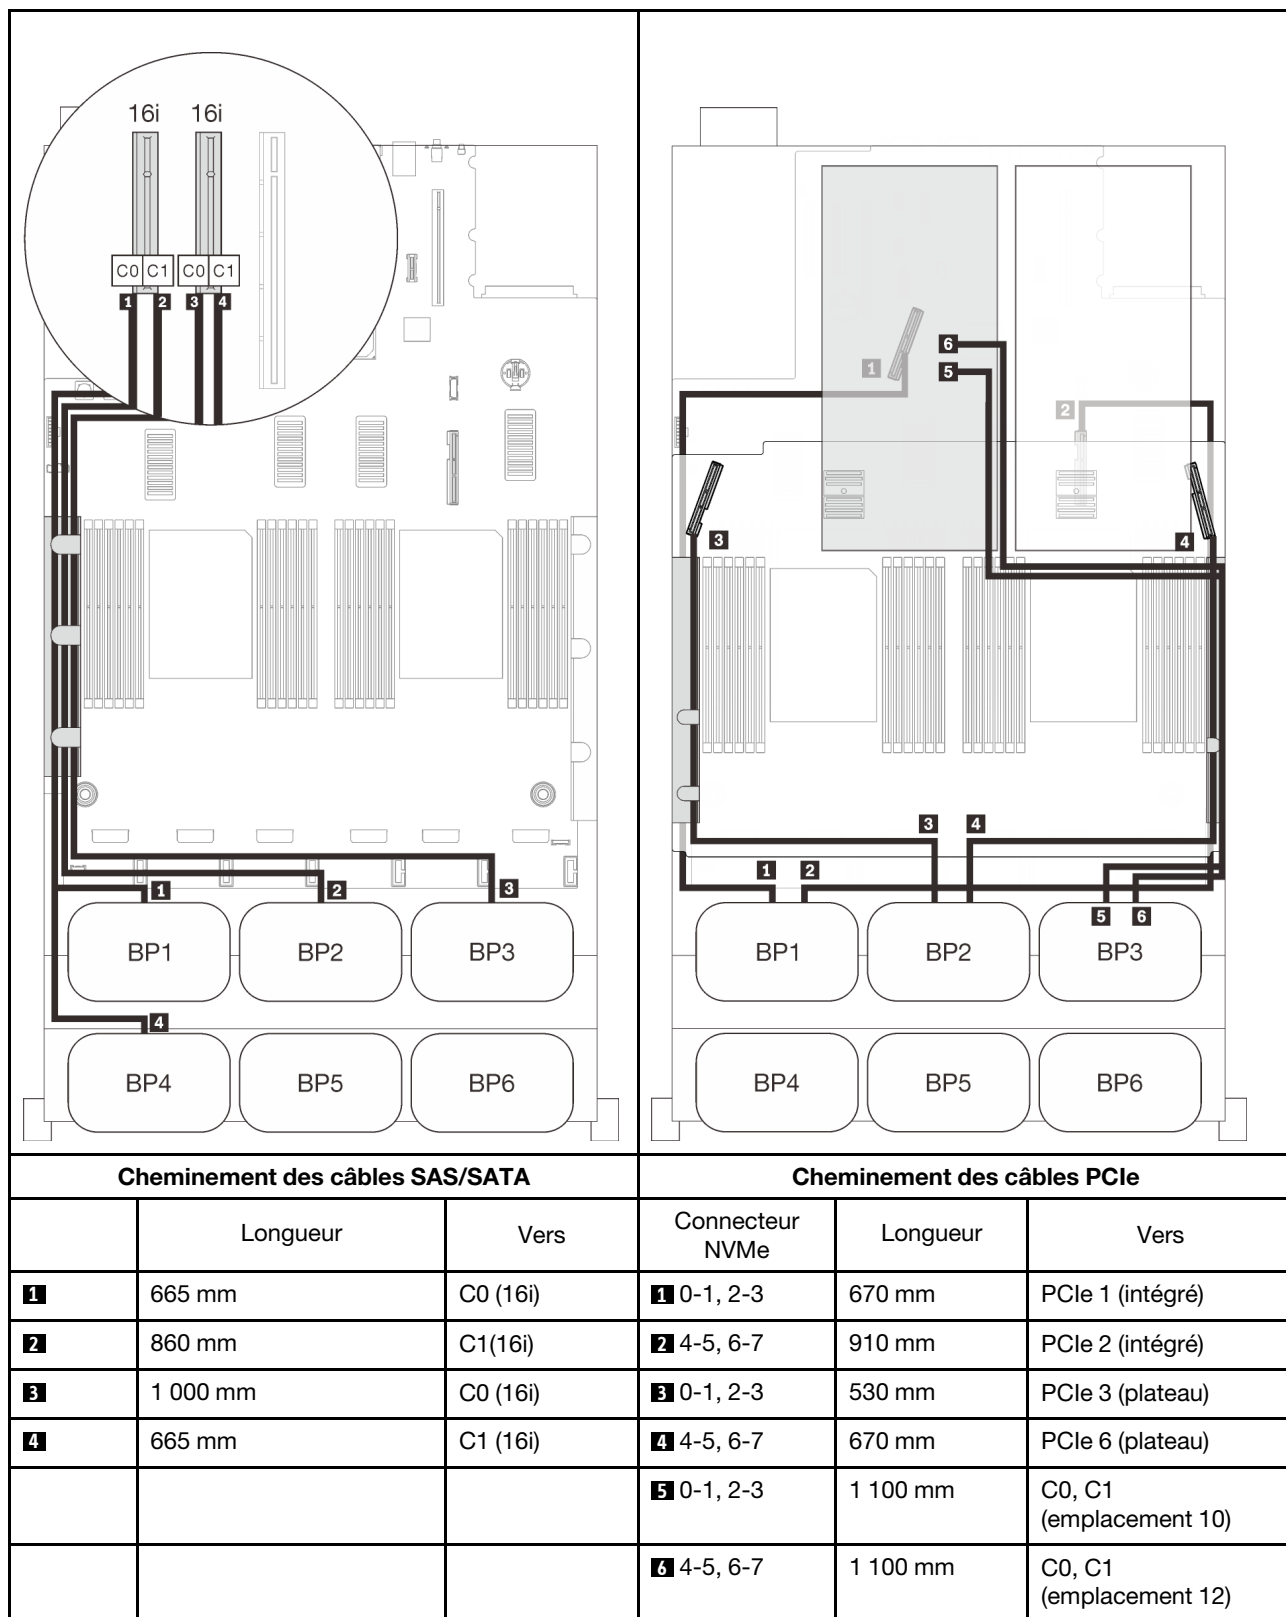 16i 16i
C0 C1 C0 C1
1 2 3 4
1 2 3
BP1 BP2 BP3
4
BP4 BP5 BP6
6
1 5
2
3 4
3 4
1 2
5 6
BP1 BP2 BP3
BP4 BP5 BP6
Cheminement des câbles SAS/SATA
Cheminement des câbles PCIe
Longueur Vers Connecteur NVMe Longueur Vers
1 665 mm C0 (16i) 1 0-1, 2-3 670 mm PCIe 1 (intégré)
2 860 mm C1(16i) 2 4-5, 6-7 910 mm PCIe 2 (intégré)
3 1 000 mm C0 (16i) 3 0-1, 2-3 530 mm PCIe 3 (plateau)
4 665 mm C1 (16i) 4 4-5, 6-7 670 mm PCIe 6 (plateau)
5 0-1, 2-3 1 100 mm C0, C1
(emplacement 10)
6 4-5, 6-7 1 100 mm C0, C1
(emplacement 12)